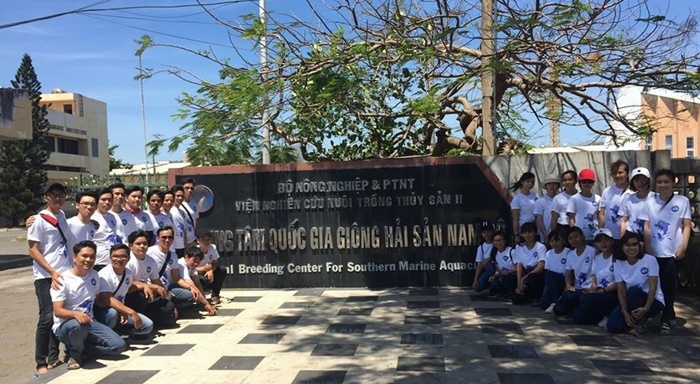 BỘ NÔNG NGHIỆP & PTNT
VIỆN NGHIÊN CỨU NUÔI TRỒNG THỦY SẢN II
TÂM QUỐC GIA GIỐNG HẢI SẢN NAM
Breeding Center For Southern Marine